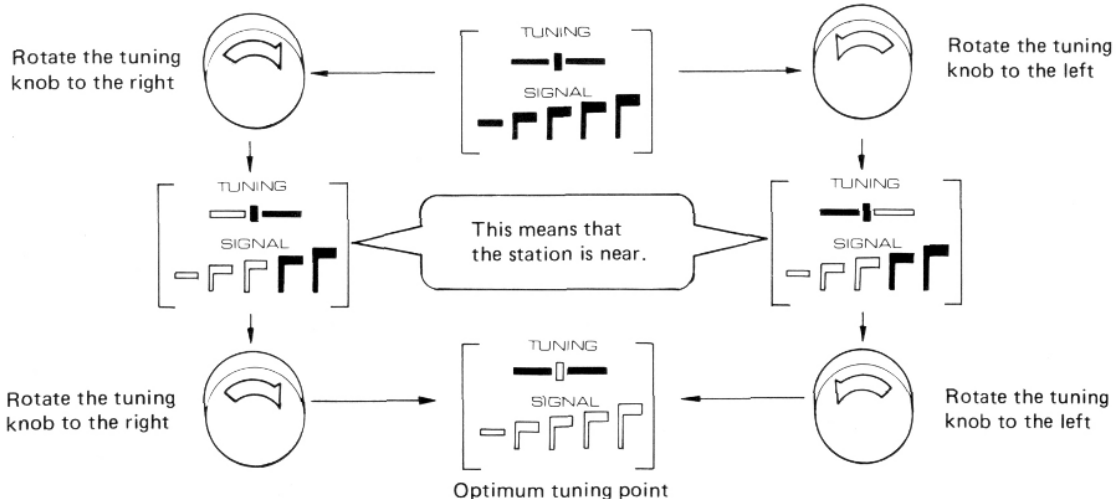 Rotate the tuning
knob to the right
TUNING
SIGNAL
Rotate the tuning
knob to the left
TUNING
SIGNAL
This means that
the station is near.
TUNING
SIGNAL
Rotate the tuning
knob to the right
TUNING
SIGNAL
Rotate the tuning
knob to the left
Optimum tuning point